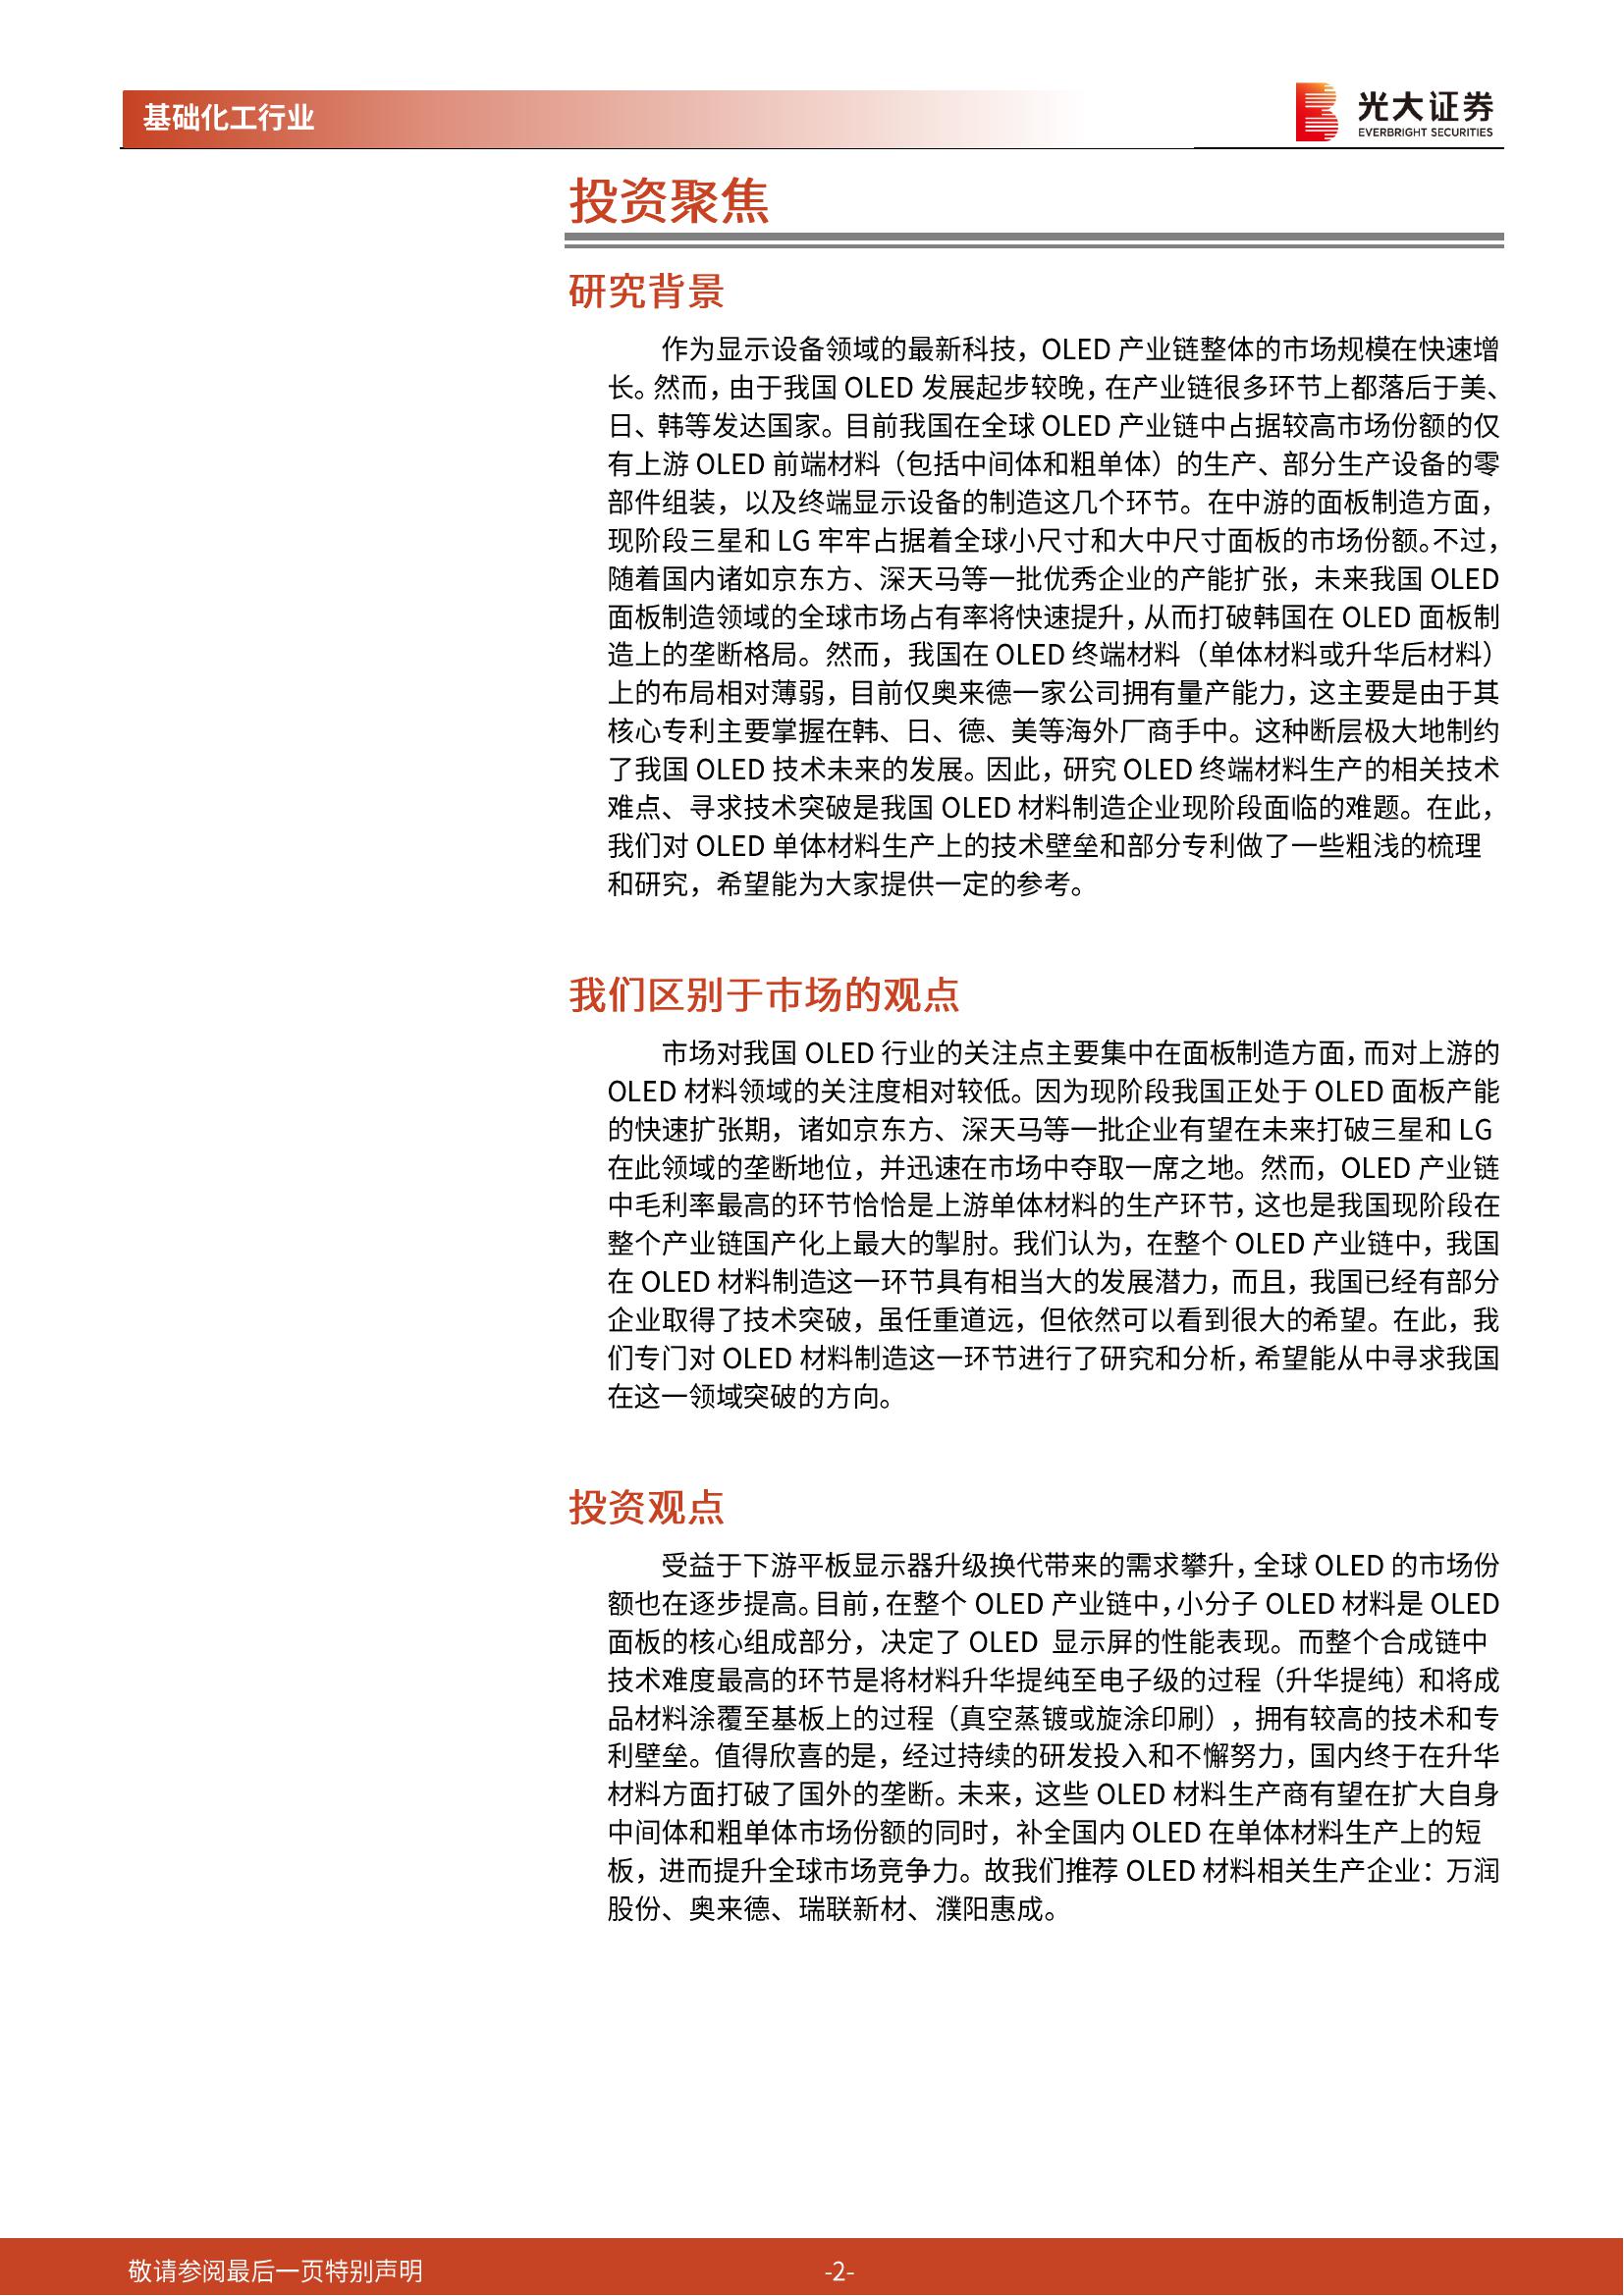 基础化工行业
光大证券
EVERBRIGHT SECURITIES
投资聚焦
研究背景
作为显示设备领域的最新科技，OLED 产业链整体的市场规模在快速增
长。然而，由于我国 OLED 发展起步较晚，在产业链很多环节上都落后于美、
日、韩等发达国家。目前我国在全球 OLED 产业链中占据较高市场份额的仅
有上游 OLED 前端材料（包括中间体和粗单体）的生产、部分生产设备的零
部件组装，以及终端显示设备的制造这几个环节。在中游的面板制造方面，
现阶段三星和 LG 牢牢占据着全球小尺寸和大中尺寸面板的市场份额。不过，
随着国内诸如京东方、深天马等一批优秀企业的产能扩张，未来我国 OLED
面板制造领域的全球市场占有率将快速提升，从而打破韩国在 OLED 面板制
造上的垄断格局。然而，我国在 OLED 终端材料（单体材料或升华后材料）
上的布局相对薄弱，目前仅奥来德一家公司拥有量产能力，这主要是由于其
核心专利主要掌握在韩、日、德、美等海外厂商手中。这种断层极大地制约
了我国 OLED 技术未来的发展。因此，研究 OLED 终端材料生产的相关技术
难点、寻求技术突破是我国 OLED 材料制造企业现阶段面临的难题。在此，
我们对 OLED 单体材料生产上的技术壁垒和部分专利做了一些粗浅的梳理
和研究，希望能为大家提供一定的参考。
我们区别于市场的观点
市场对我国 OLED 行业的关注点主要集中在面板制造方面，而对上游的
OLED 材料领域的关注度相对较低。因为现阶段我国正处于 OLED 面板产能
的快速扩张期，诸如京东方、深天马等一批企业有望在未来打破三星和 LG
在此领域的垄断地位，并迅速在市场中夺取一席之地。然而，OLED 产业链
中毛利率最高的环节恰恰是上游单体材料的生产环节，这也是我国现阶段在
整个产业链国产化上最大的掣肘。我们认为，在整个 OLED 产业链中，我国
在 OLED 材料制造这一环节具有相当大的发展潜力，而且，我国已经有部分
企业取得了技术突破，虽任重道远，但依然可以看到很大的希望。在此，我
们专门对 OLED 材料制造这一环节进行了研究和分析，希望能从中寻求我国
在这一领域突破的方向。
投资观点
受益于下游平板显示器升级换代带来的需求攀升，全球 OLED 的市场份
额也在逐步提高。目前，在整个 OLED 产业链中，小分子 OLED 材料是 OLED
面板的核心组成部分，决定了 OLED 显示屏的性能表现。而整个合成链中
技术难度最高的环节是将材料升华提纯至电子级的过程（升华提纯）和将成
品材料涂覆至基板上的过程（真空蒸镀或旋涂印刷），拥有较高的技术和专
利壁垒。值得欣喜的是，经过持续的研发投入和不懈努力，国内终于在升华
材料方面打破了国外的垄断。未来，这些 OLED 材料生产商有望在扩大自身
中间体和粗单体市场份额的同时，补全国内 OLED 在单体材料生产上的短
板，进而提升全球市场竞争力。故我们推荐 OLED 材料相关生产企业：万润
股份、奥来德、瑞联新材、濮阳惠成。
敬请参阅最后一页特别声明
-2-